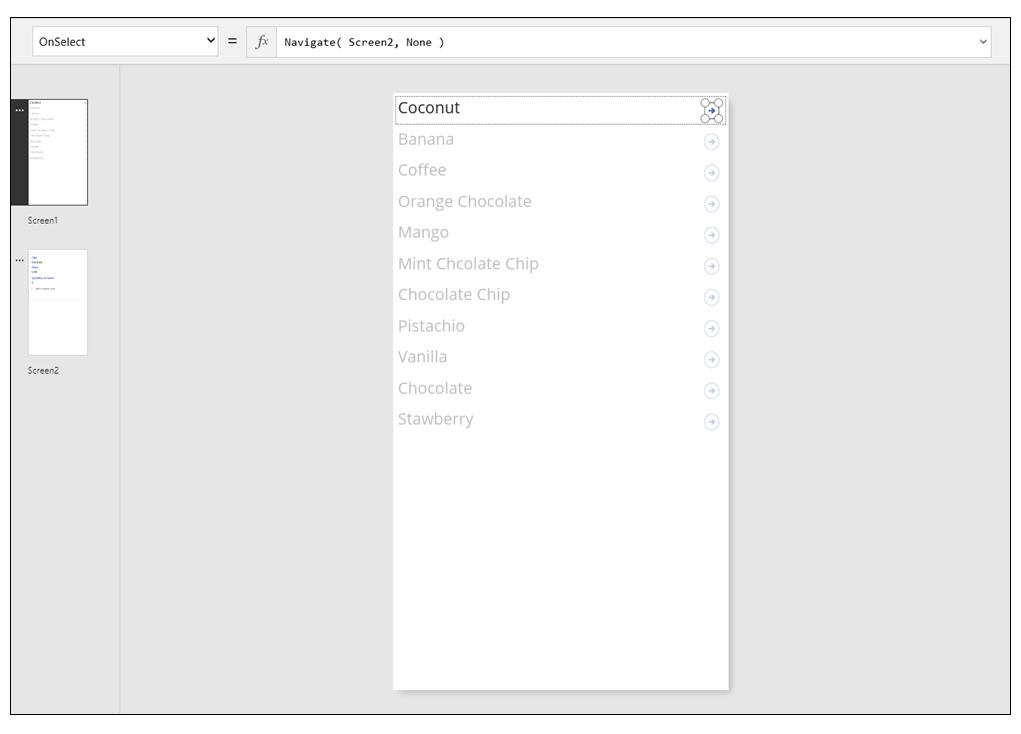 OnSelect = fx Navigate( Screen2, None )
Coconut
Banana
Coffee
Orange Chocolate
Mango
Mint Chcolate Chip
Chocolate Chip
Pistachio
Vanilla
Chocolate
Stawberry
Screen1
Screen2